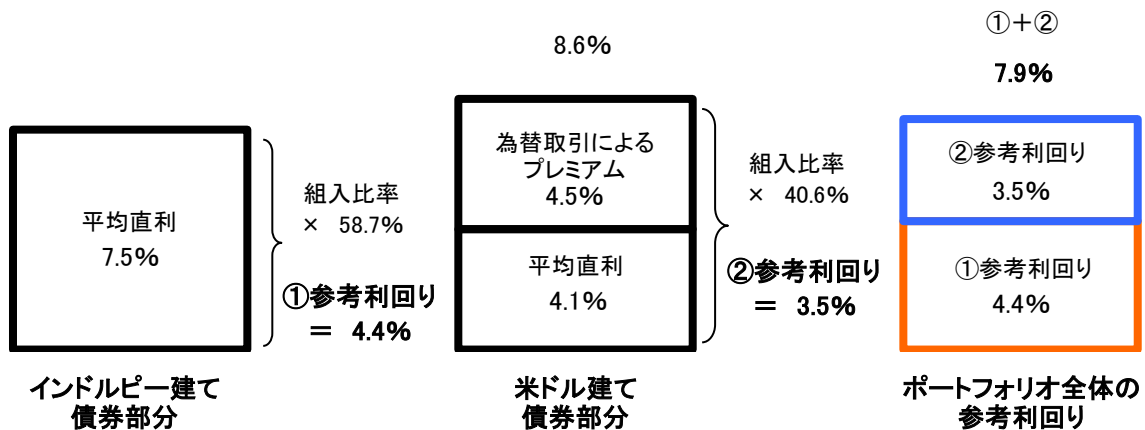 平均直利
7.5%
組入比率
× 58.7%
①参考利回り
＝ 4.4%
インドルピー建て
債券部分
8.6%
為替取引による
プレミアム
4.5%
平均直利
4.1%
組入比率
× 40.6%
②参考利回り
＝ 3.5%
米ドル建て
債券部分
①＋②
7.9%
②参考利回り
3.5%
①参考利回り
4.4%
ポートフォリオ全体の
参考利回り